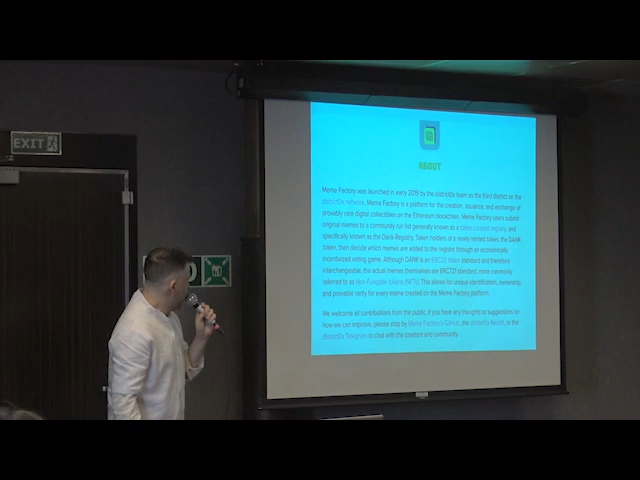 EXIT
ABOUT
Meme Factory was launched in early 2019 by the district0x team as the third district on the
district0x network. Meme Factory is a platform for the creation, issuance, and exchange of
provably rare digital collectibles on the Ethereum blockchain. Meme Factory users submit
original memes to a community run list generally known as a token curated registry, and
specifically known as the Dank Registry. Token holders of a newly-minted token, the DANK
token, then decide which memes are added to the registry through an economically
incentivized voting game. Although DANK is an ERC20 token standard and therefore
interchangeable, the actual memes themselves are ERC721 standard, more commonly
referred to as Non-Fungible tokens (NFTs). This allows for unique identification, ownership,
and provable rarity for every meme created on the Meme Factory platform.
We welcome all contributions from the public. If you have any thoughts or suggestions on
how we can improve, please stop by Meme Factory's GitHub, the district0x Reddit, or the
district0x Telegram to chat with the creators and community.